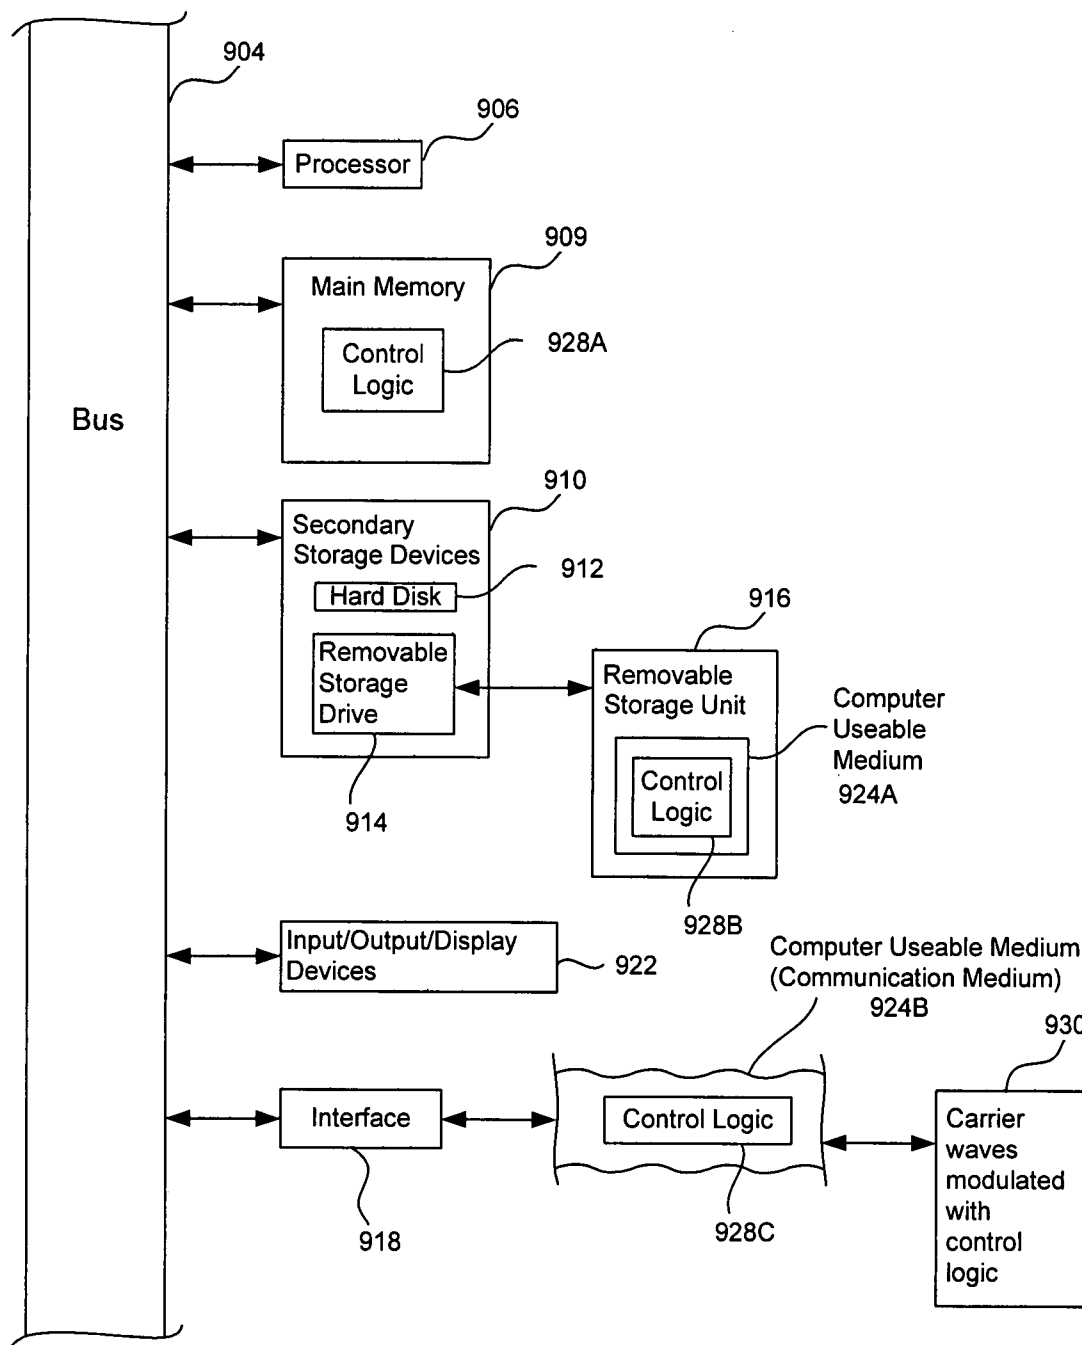 904
906
Processor
909
Main Memory
928A
Control
Logic
Bus
910
Secondary
Storage Devices
912
Hard Disk
916
Removable
Storage
Drive
Removable
Storage Unit
Computer
Useable
Medium
924A
Control
Logic
914
928B
Input/Output/Display
Devices
922
Computer Useable Medium
(Communication Medium)
924B
930
Interface
Control Logic
Carrier
waves
modulated
with
control
logic
918
928C